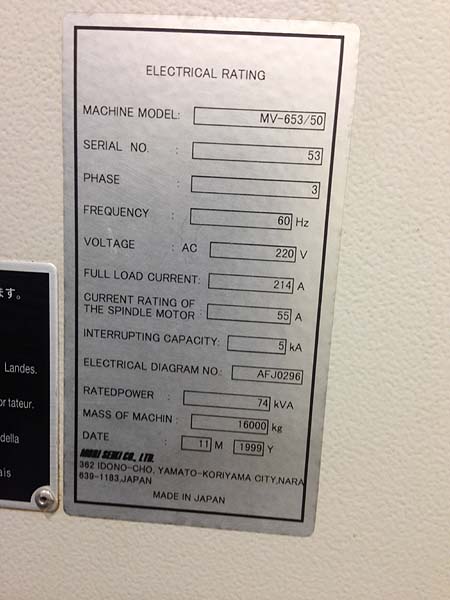 ELECTRICAL RATING
MACHINE MODEL: MV-653/50
SERIAL NO. : 53
PHASE : 3
FREQUENCY : 60 Hz
VOLTAGE : AC 220 V
FULL LOAD CURRENT: 214 A
CURRENT RATING OF
THE SPINDLE MOTOR : 55 A
INTERRUPTING CAPACITY: 5 kA
ELECTRICAL DIAGRAM NO: AFJ0296
RATEDPOWER : 74 kVA
MASS OF MACHIN : 16000 kg
DATE : 11 M 1999 Y
MORI SEIKI CO., LTD.
362 IDONO-CHO, YAMATO-KORIYAMA CITY,NARA
639-1183,JAPAN
MADE IN JAPAN
ます。
Landes.
della